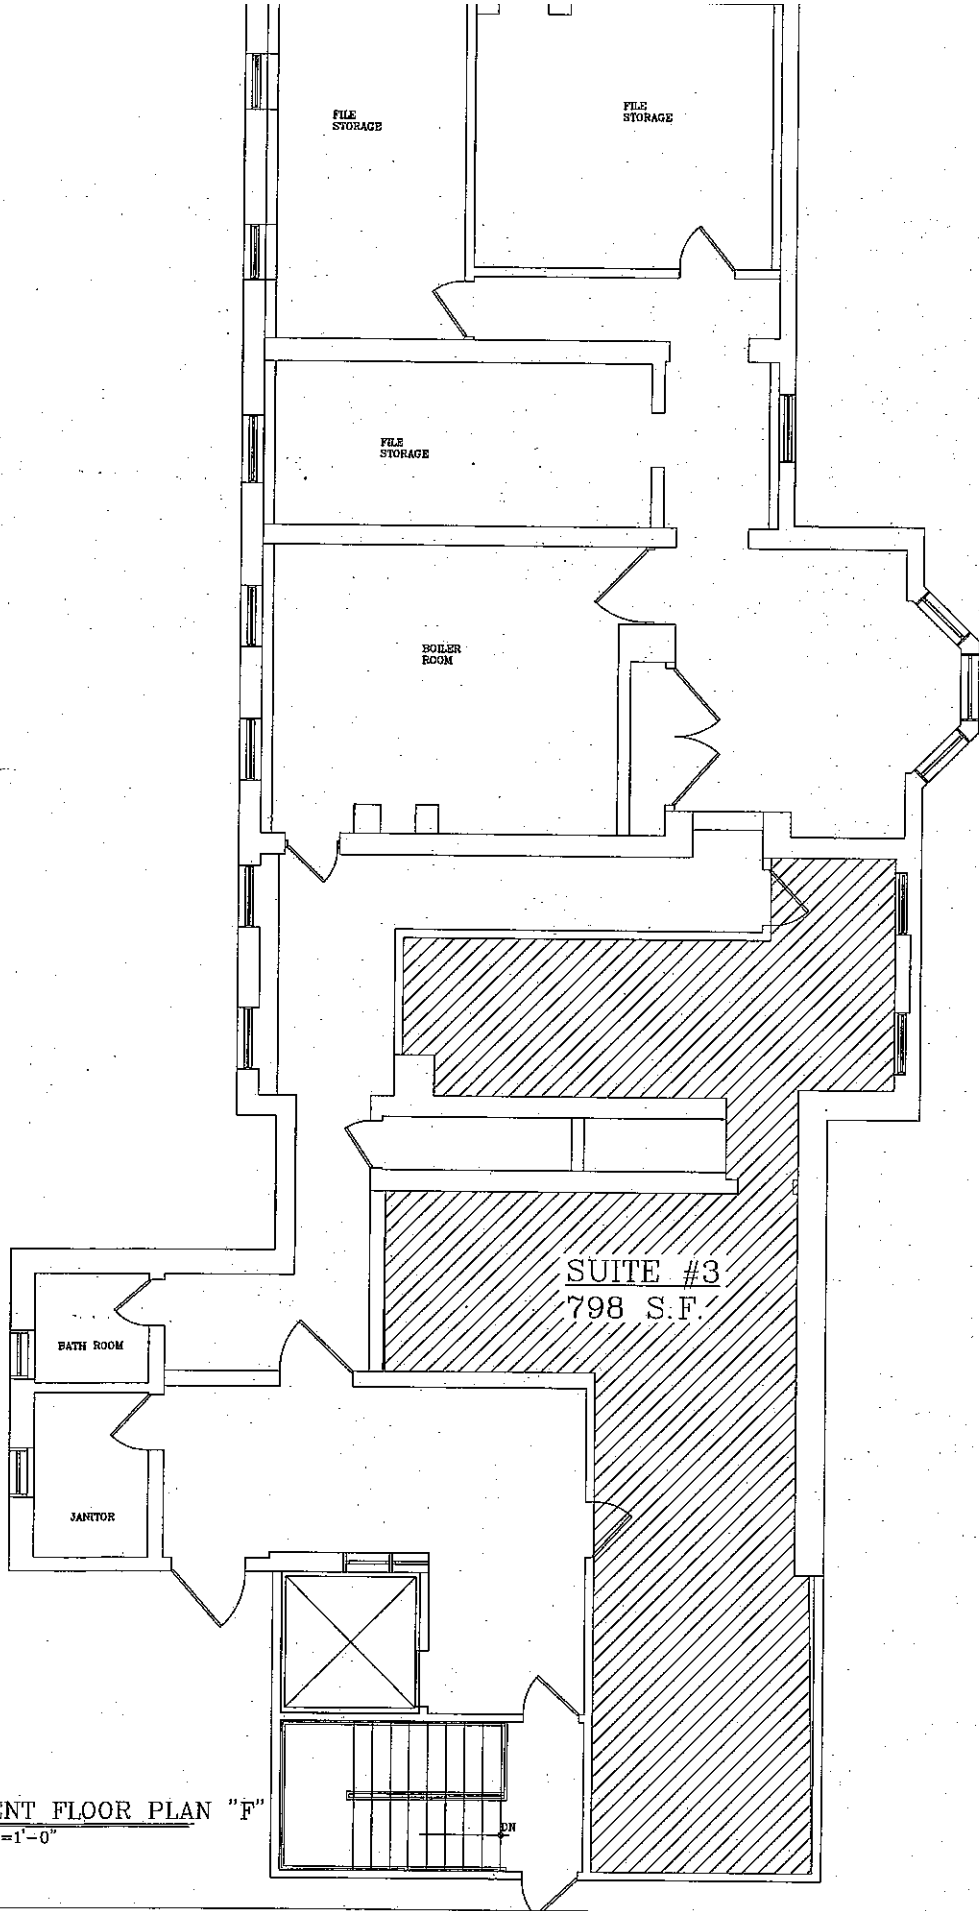 FILE
STORAGE
FILE
STORAGE
FILE
STORAGE
BOILER
ROOM
SUITE #3
798 S.F.
BATH ROOM
JANITOR
ENT FLOOR PLAN "F"
=1'-0"
DN